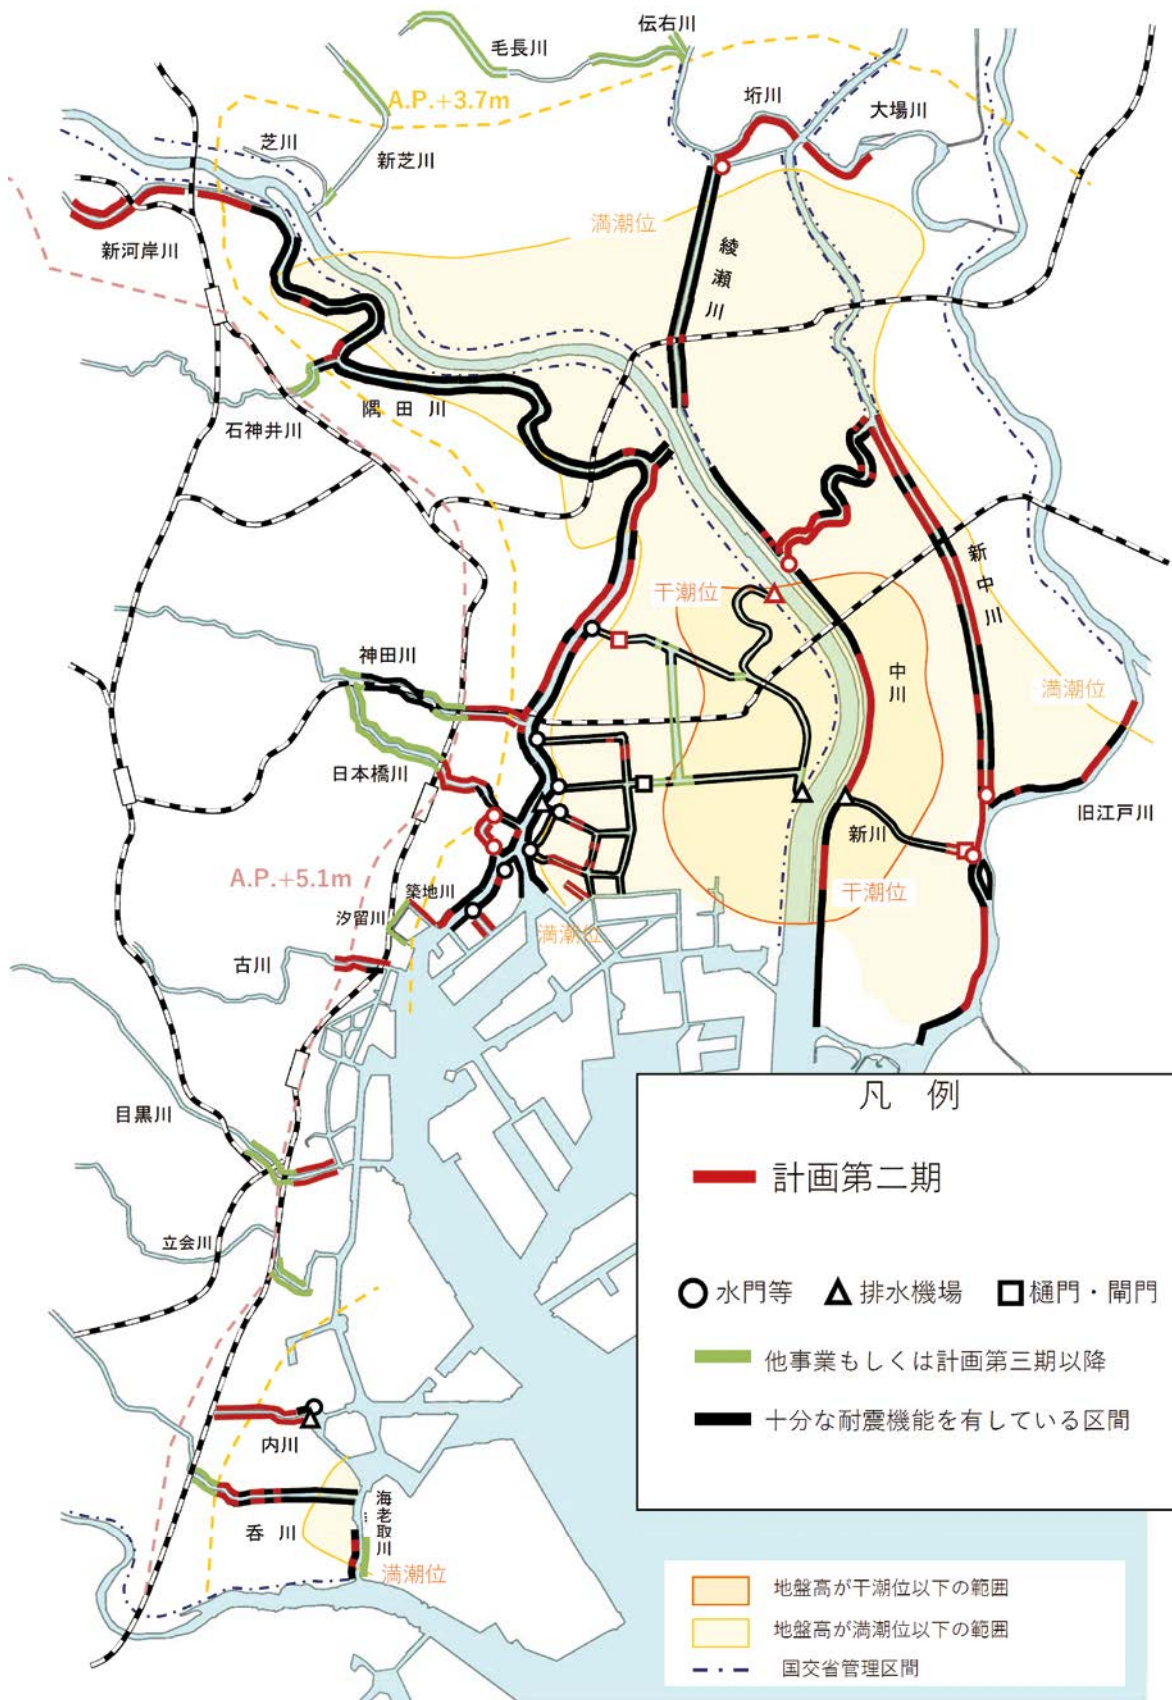 伝右川
毛長川
A.P.+3.7m
垳川
大場川
芝川
新芝川
満潮位
新河岸川
綾瀬川
隅田川
石神井川
新中川
干潮位
神田川
中川
満潮位
日本橋川
新川
旧江戸川
A.P.+5.1m
築地川
干潮位
汐留川
満潮位
古川
目黒川
立会川
内川
海老取川
呑川
満潮位
凡 例
計画第二期
水門等
排水機場
樋門・閘門
他事業もしくは計画第三期以降
十分な耐震機能を有している区間
地盤高が干潮位以下の範囲
地盤高が満潮位以下の範囲
国交省管理区間